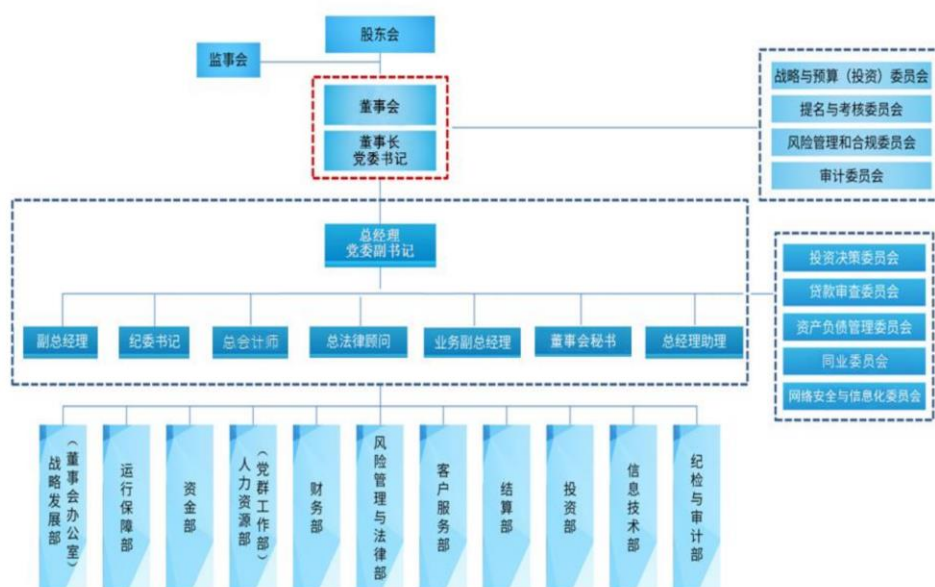 股东会
监事会
董事会
董事长
党委书记
战略与预算（投资）委员会
提名与考核委员会
风险管理和合规委员会
审计委员会
总经理
党委副书记
副总经理
纪委书记
总会计师
总法律顾问
业务副总经理
董事会秘书
总经理助理
投资决策委员会
贷款审查委员会
资产负债管理委员会
同业委员会
网络安全与信息化委员会
（董事会办公室）
战略发展部
运行保障部
资金部
（党群工作部）
人力资源部
财务部
风险管理与法律部
客户服务部
结算部
投资部
信息技术部
纪检与审计部